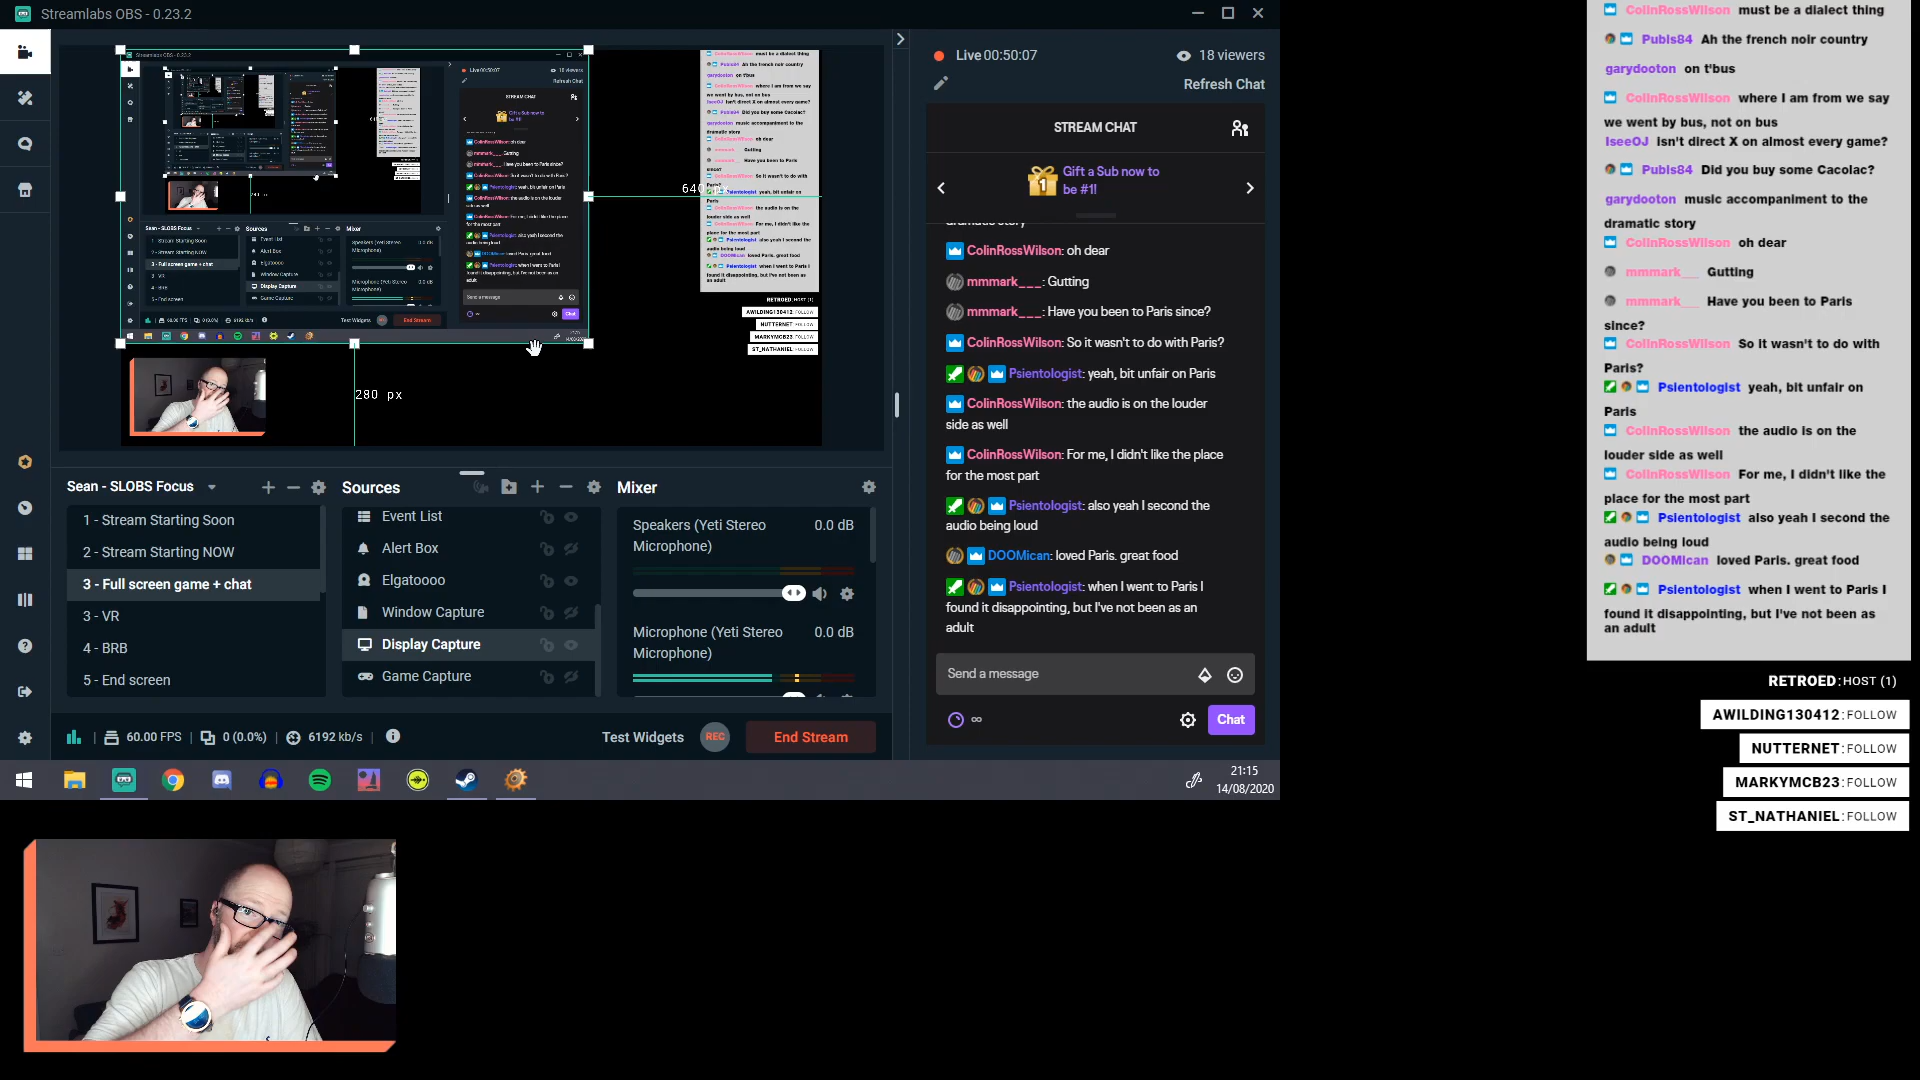 Streamlabs OBS - 0.23.2
640
280 px
Live 00:50:07
18 viewers
Refresh Chat
STREAM CHAT
Gift a Sub now to
be #1!
dramatic story
ColinRossWilson: oh dear
mmmark___: Gutting
mmmark___: Have you been to Paris since?
ColinRossWilson: So it wasn't to do with Paris?
Psientologist: yeah, bit unfair on Paris
ColinRossWilson: the audio is on the louder
side as well
ColinRossWilson: For me, I didn't like the place
for the most part
Psientologist: also yeah I second the
audio being loud
DOOMican: loved Paris. great food
Psientologist: when I went to Paris I
found it disappointing, but I've not been as an
adult
Send a message
∞
Chat
Sean - SLOBS Focus
1 - Stream Starting Soon
2 - Stream Starting NOW
3 - Full screen game + chat
3 - VR
4 - BRB
5 - End screen
Sources
Event List
Alert Box
Elgatoooo
Window Capture
Display Capture
Game Capture
Mixer
Speakers (Yeti Stereo
Microphone)
0.0 dB
Microphone (Yeti Stereo
Microphone)
0.0 dB
60.00 FPS
0 (0.0%)
6192 kb/s
Test Widgets
REC
End Stream
21:15
14/08/2020
ColinRossWilson must be a dialect thing
Publs84 Ah the french noir country
garydooton on t'bus
ColinRossWilson where I am from we say
we went by bus, not on bus
IseeOJ Isn't direct X on almost every game?
Publs84 Did you buy some Cacolac?
garydooton music accompaniment to the
dramatic story
ColinRossWilson oh dear
mmmark___ Gutting
mmmark___ Have you been to Paris
since?
ColinRossWilson So it wasn't to do with
Paris?
Psientologist yeah, bit unfair on
Paris
ColinRossWilson the audio is on the
louder side as well
ColinRossWilson For me, I didn't like the
place for the most part
Psientologist also yeah I second the
audio being loud
DOOMican loved Paris. great food
Psientologist when I went to Paris I
found it disappointing, but I've not been as
an adult
RETROED: HOST (1)
AWILDING130412: FOLLOW
NUTTERNET: FOLLOW
MARKYMCB23: FOLLOW
ST_NATHANIEL: FOLLOW